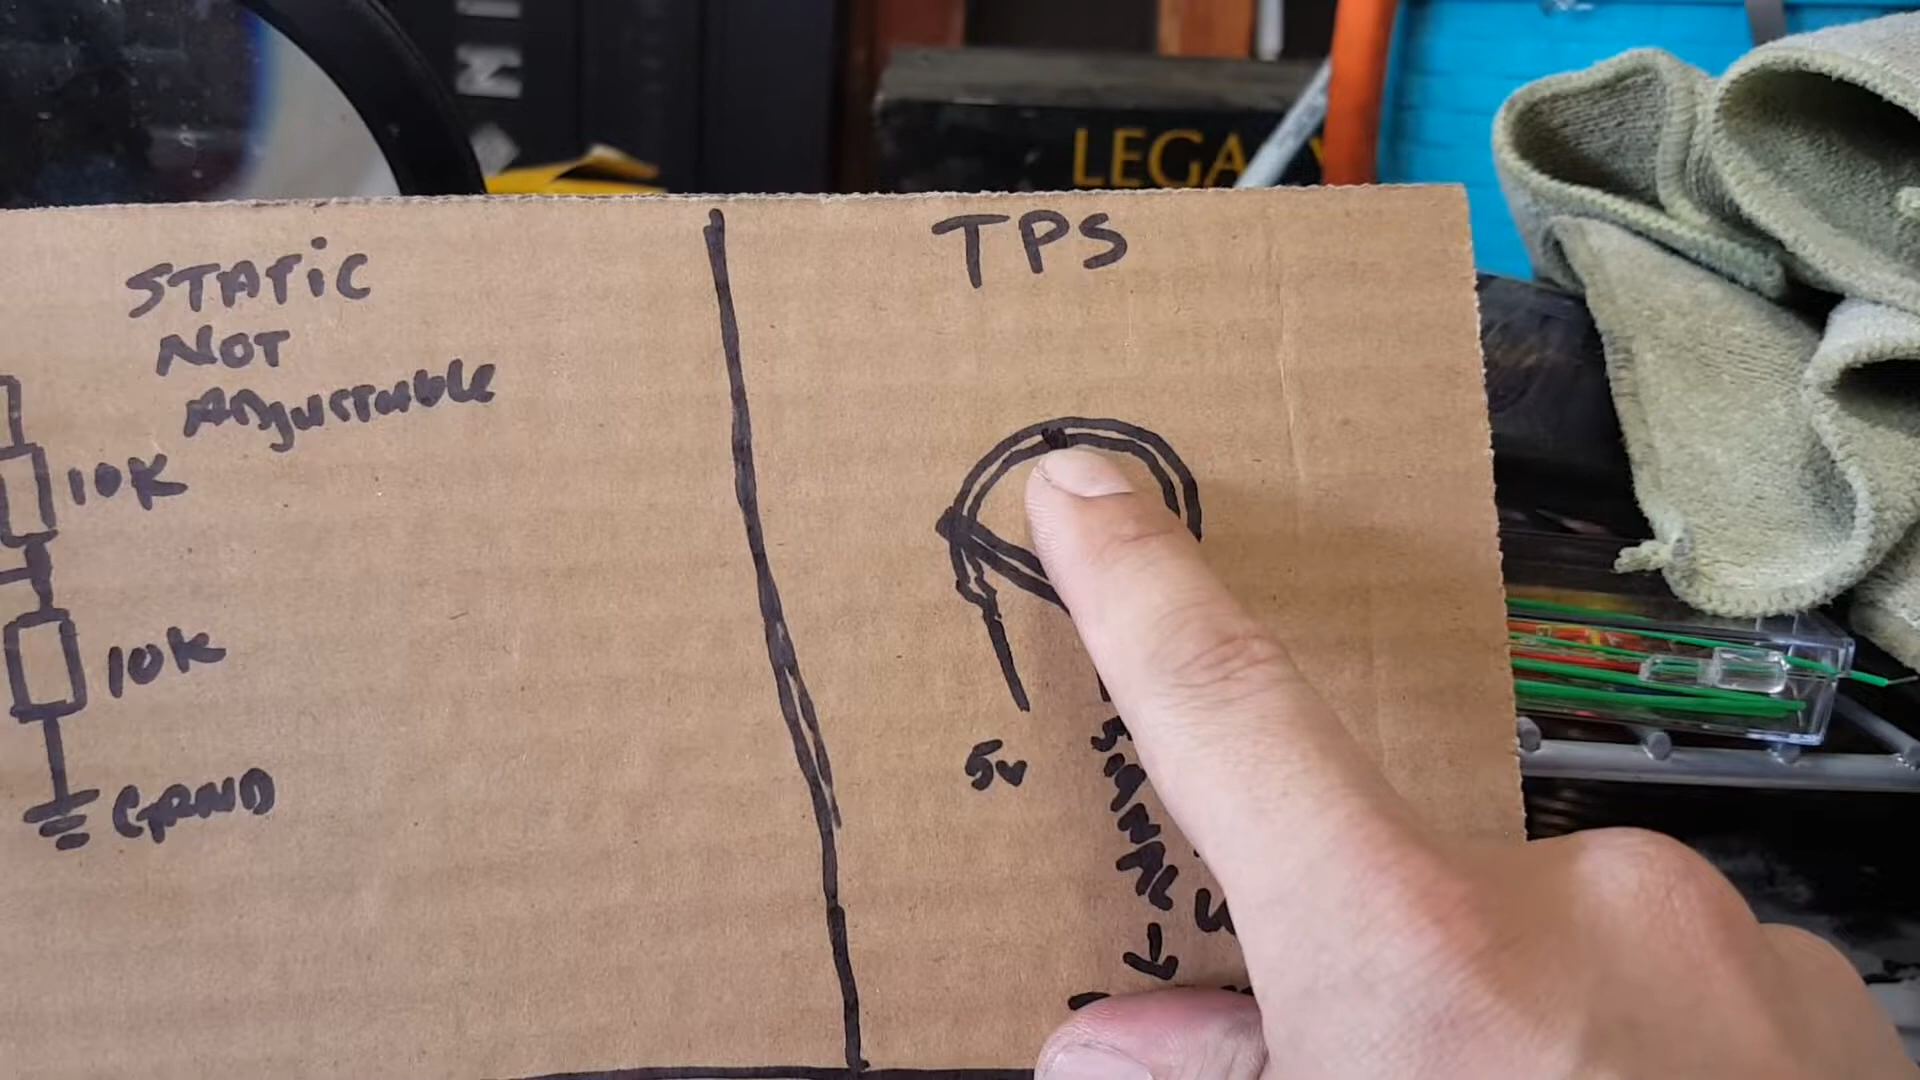 LEGA
STATIC
NOT
ADJUSTABLE
10K
10K
GRND
TPS
5v
SIGNAL